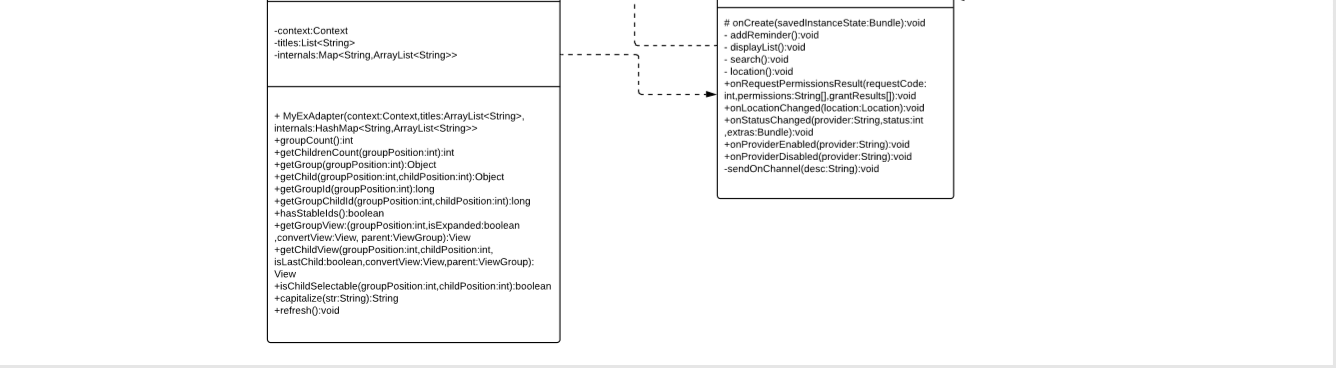 -context:Context
-titles:List<String>
-internals:Map<String,ArrayList<String>>
+ MyExAdapter(context:Context,titles:ArrayList<String>,
internals:HashMap<String,ArrayList<String>>
+groupCount():int
+getChildrenCount(groupPosition:int):int
+getGroup(groupPosition:int):Object
+getChild(groupPosition:int,childPosition:int):Object
+getGroupId(groupPosition:int):long
+getGroupChildId(groupPosition:int,childPosition:int):long
+hasStableIds():boolean
+getGroupView:(groupPosition:int,isExpanded:boolean
,convertView:View, parent:ViewGroup):View
+getChildView(groupPosition:int,childPosition:int,
isLastChild:boolean,convertView:View,parent:ViewGroup):
View
+isChildSelectable(groupPosition:int,childPosition:int):boolean
+capitalize(str:String):String
+refresh():void
# onCreate(savedInstanceState:Bundle):void
- addReminder():void
- displayList():void
- search():void
- location():void
+onRequestPermissionsResult(requestCode:
int,permissions:String[],grantResults[]):void
+onLocationChanged(location:Location):void
+onStatusChanged(provider:String,status:int
,extras:Bundle):void
+onProviderEnabled(provider:String):void
+onProviderDisabled(provider:String):void
-sendOnChannel(desc:String):void